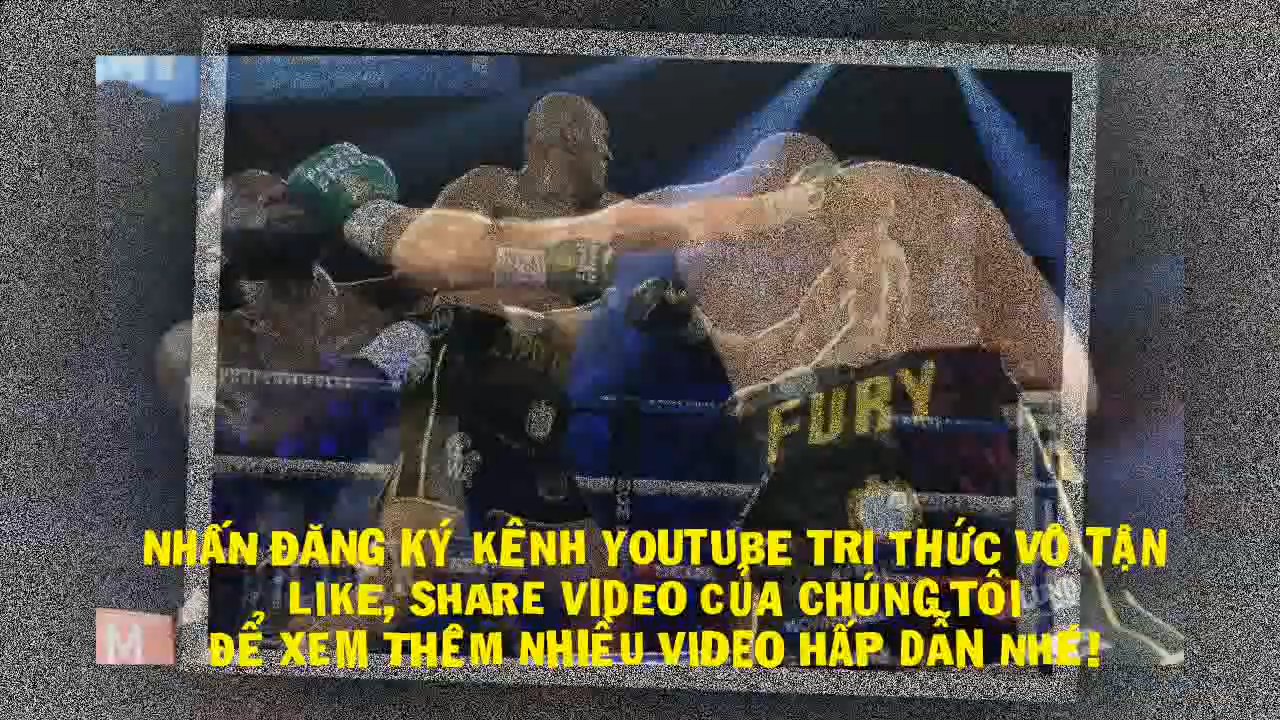 FURY
NHẤN ĐĂNG KÝ KÊNH YOUTUBE TRI THỨC VÔ TẬN
LIKE, SHARE VIDEO CỦA CHÚNG TÔI
ĐỂ XEM THÊM NHIỀU VIDEO HẤP DẪN NHÉ!
M